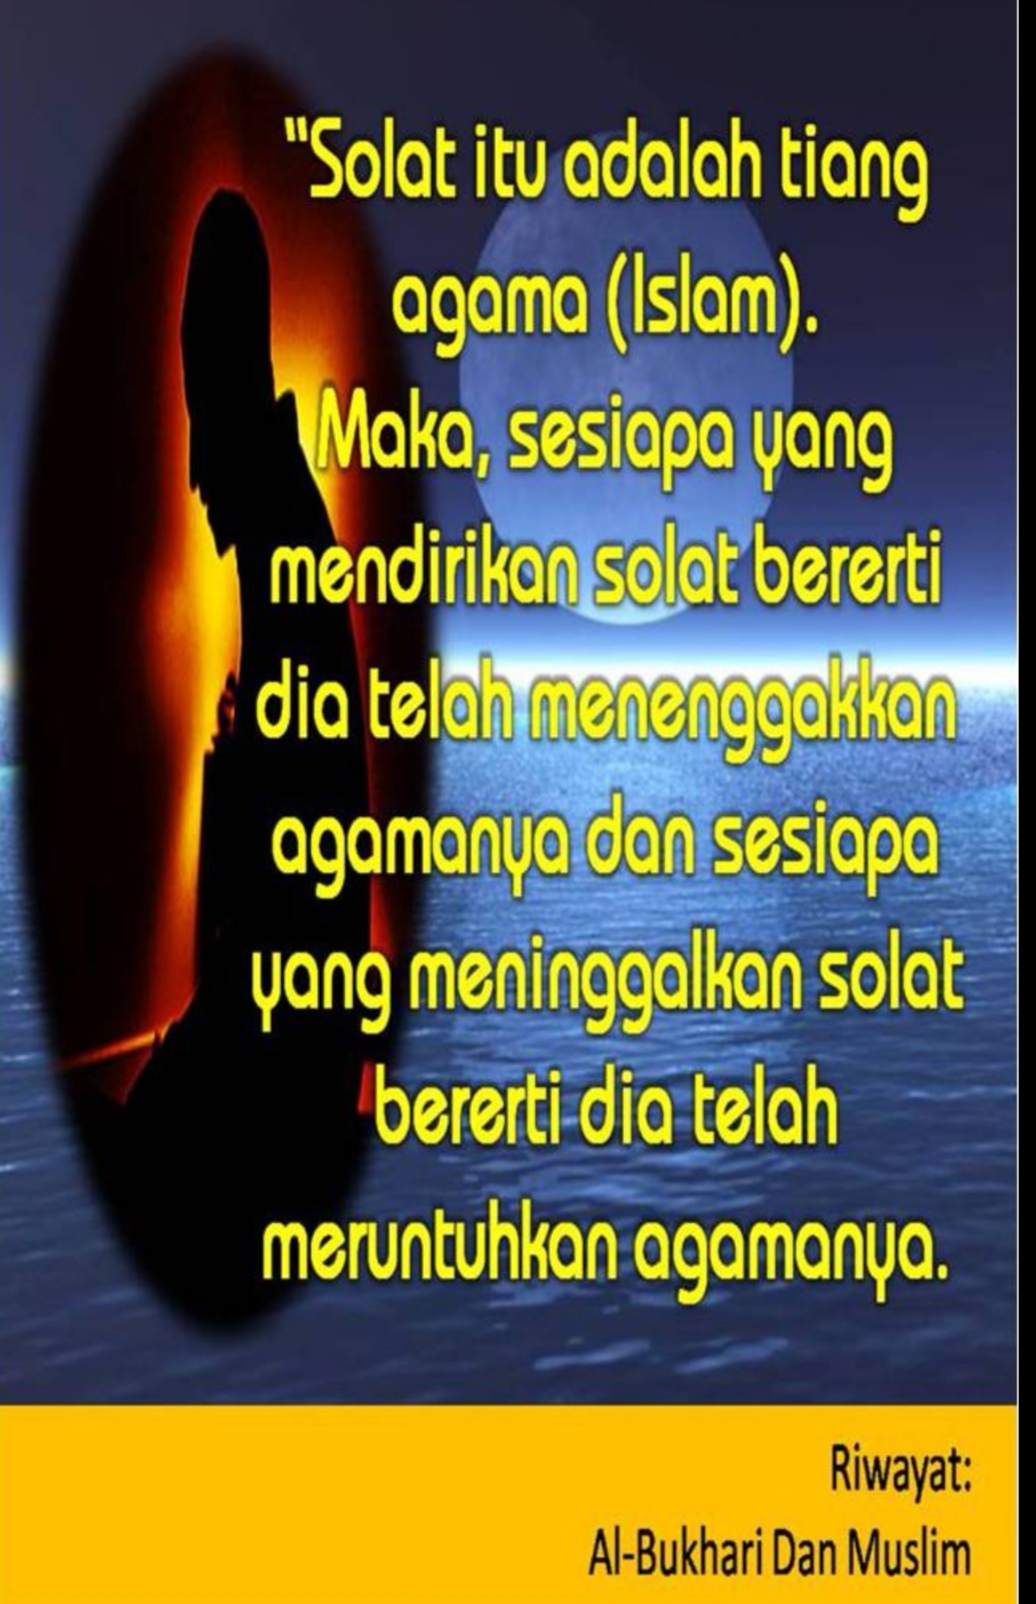 "Solat itu adalah tiang
agama (Islam).
Maka, sesiapa yang
mendirikan solat bererti
dia telah menenggakkan
agamanya dan sesiapa
yang meninggalkan solat
bererti dia telah
meruntuhkan agamanya.
Riwayat:
Al-Bukhari Dan Muslim